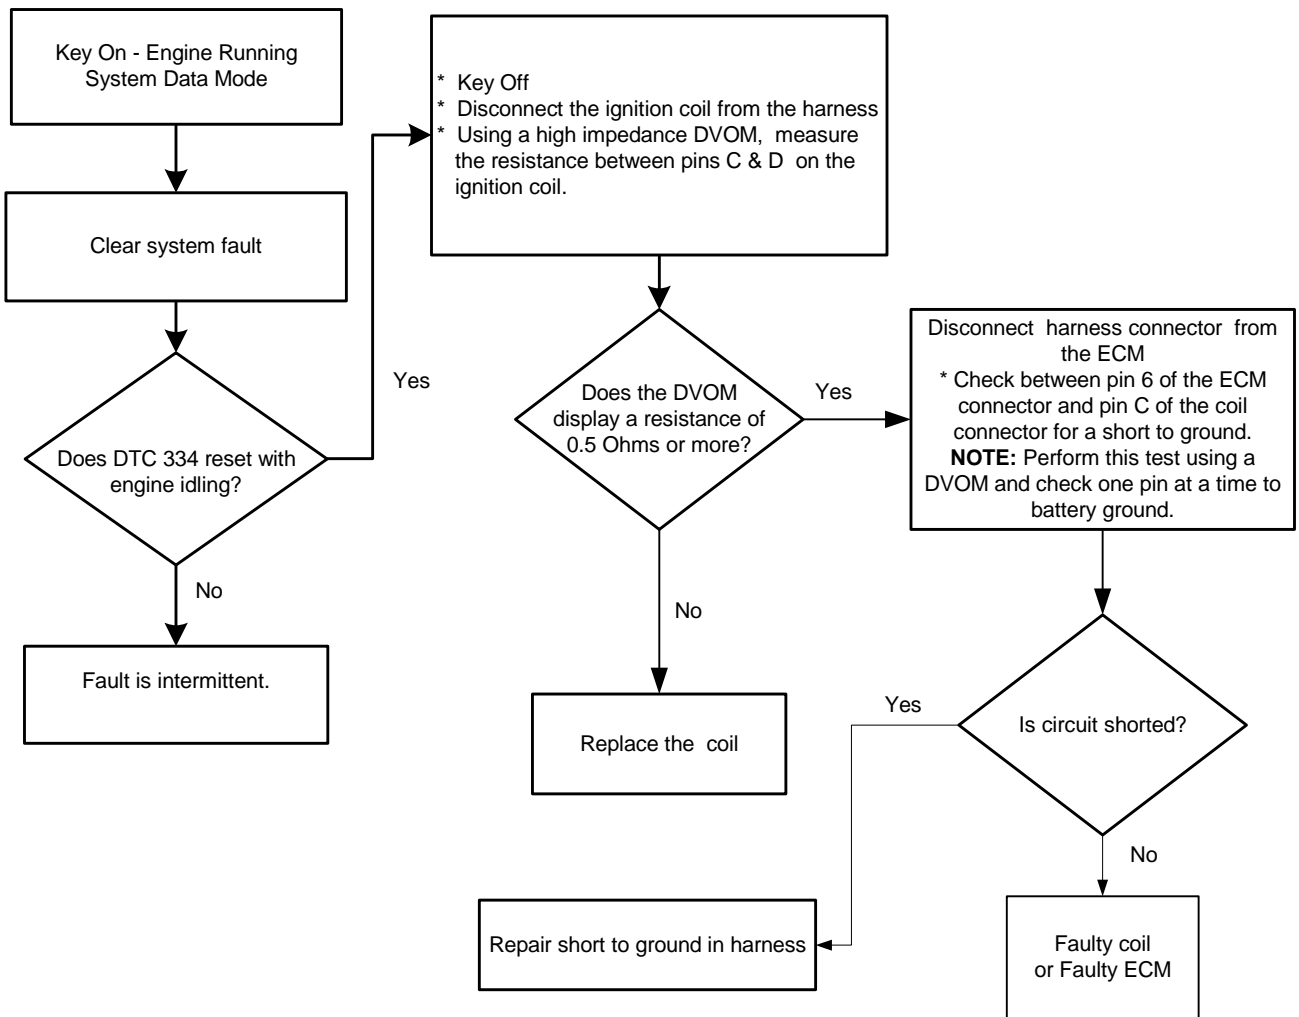 Key On - Engine Running
System Data Mode
Clear system fault
Does DTC 334 reset with
engine idling?
Yes
No
Fault is intermittent.
* Key Off
* Disconnect the ignition coil from the harness
* Using a high impedance DVOM, measure
the resistance between pins C & D on the
ignition coil.
Does the DVOM
display a resistance of
0.5 Ohms or more?
Yes
No
Replace the coil
Disconnect harness connector from
the ECM
* Check between pin 6 of the ECM
connector and pin C of the coil
connector for a short to ground.
NOTE: Perform this test using a
DVOM and check one pin at a time to
battery ground.
Is circuit shorted?
Yes
No
Repair short to ground in harness
Faulty coil
or Faulty ECM